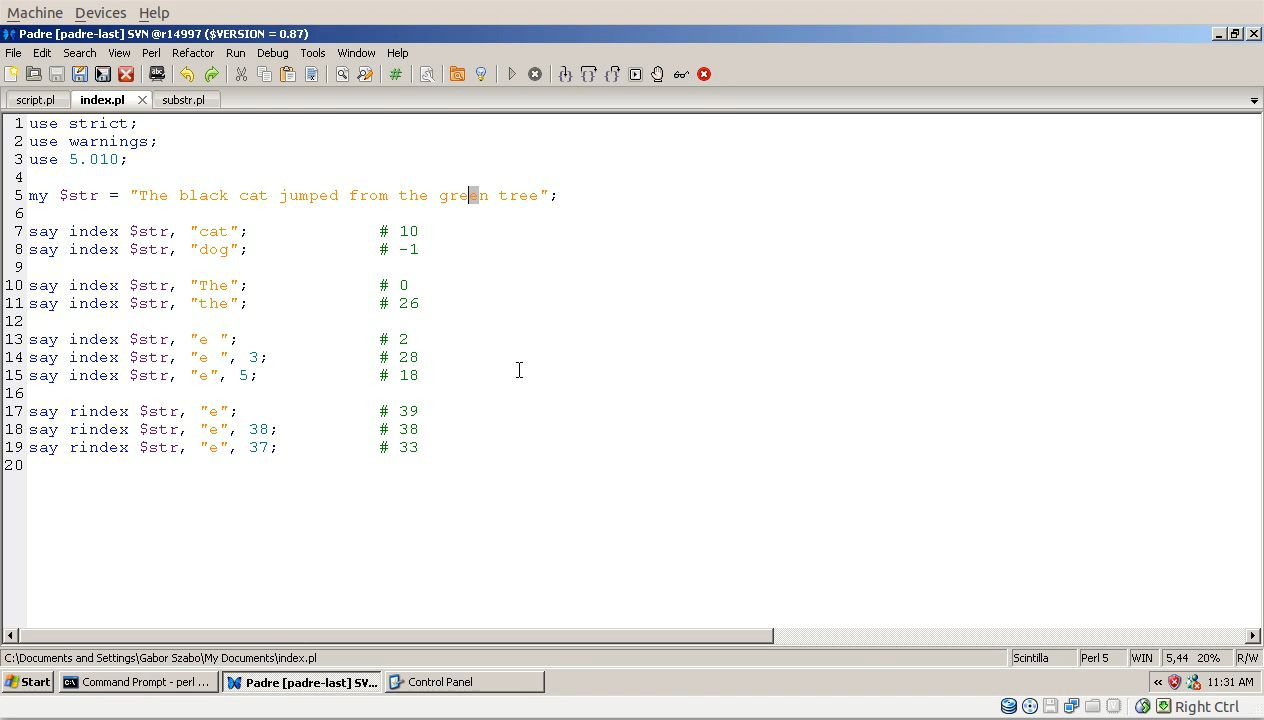 Machine Devices Help
Padre [padre-last] SVN @r14997 ($VERSION = 0.87)
File Edit Search View Perl Refactor Run Debug Tools Window Help
script.pl index.pl substr.pl
1 use strict;
2 use warnings;
3 use 5.010;
4
5 my $str = "The black cat jumped from the green tree";
6
7 say index $str, "cat"; # 10
8 say index $str, "dog"; # -1
9
10 say index $str, "The"; # 0
11 say index $str, "the"; # 26
12
13 say index $str, "e "; # 2
14 say index $str, "e ", 3; # 28
15 say index $str, "e", 5; # 18
16
17 say rindex $str, "e"; # 39
18 say rindex $str, "e", 38; # 38
19 say rindex $str, "e", 37; # 33
20
C:\Documents and Settings\Gabor Szabo\My Documents\index.pl Scintilla Perl 5 WIN 5,44 20% R/W
Start Command Prompt - perl ... Padre [padre-last] SV... Control Panel « 11:31 AM
Right Ctrl